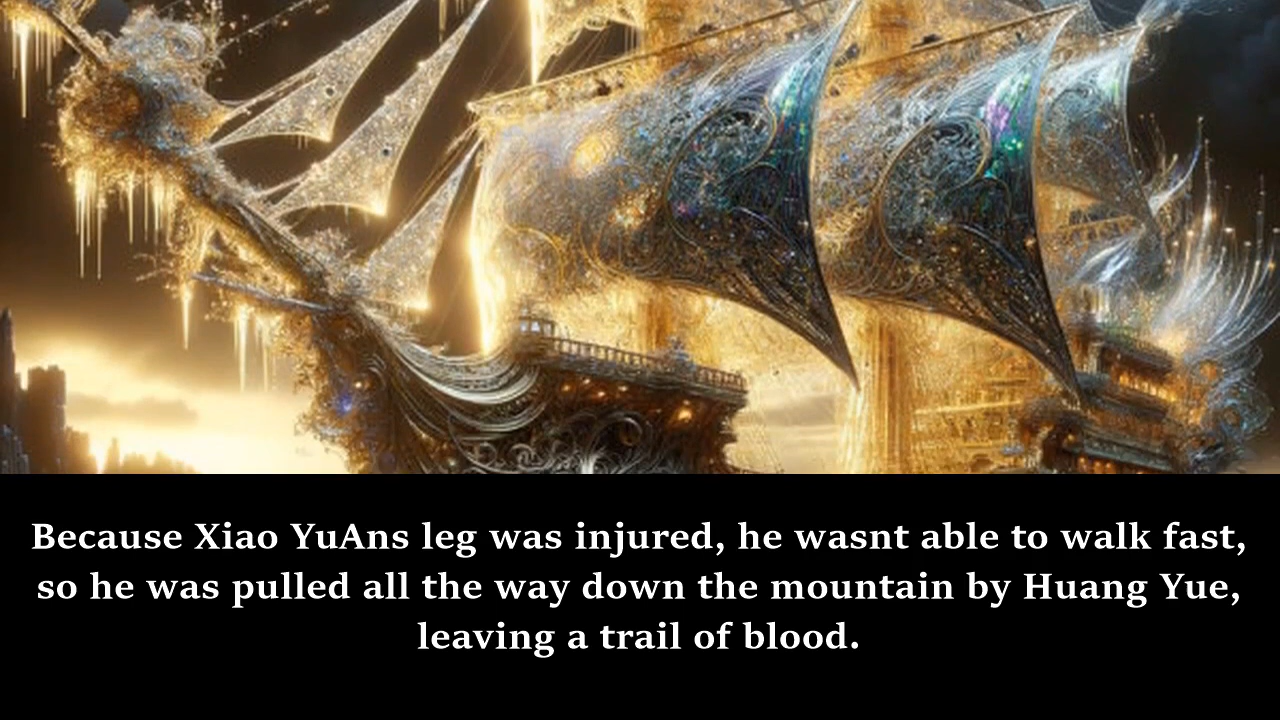 Because Xiao YuAns leg was injured, he wasnt able to walk fast,
so he was pulled all the way down the mountain by Huang Yue,
leaving a trail of blood.